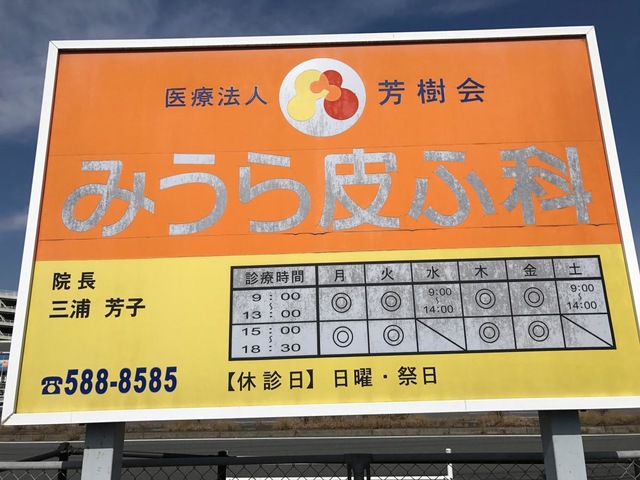 医療法人 芳樹会
みうら皮ふ科
院長
三浦 芳子
☎588-8585
診療時間 月 火 水 木 金 土
9:00〜13:00 ◎ ◎ 9:00〜14:00 ◎ ◎ 9:00〜14:00
15:00〜18:30 ◎ ◎ ◎ ◎
【休診日】日曜・祭日